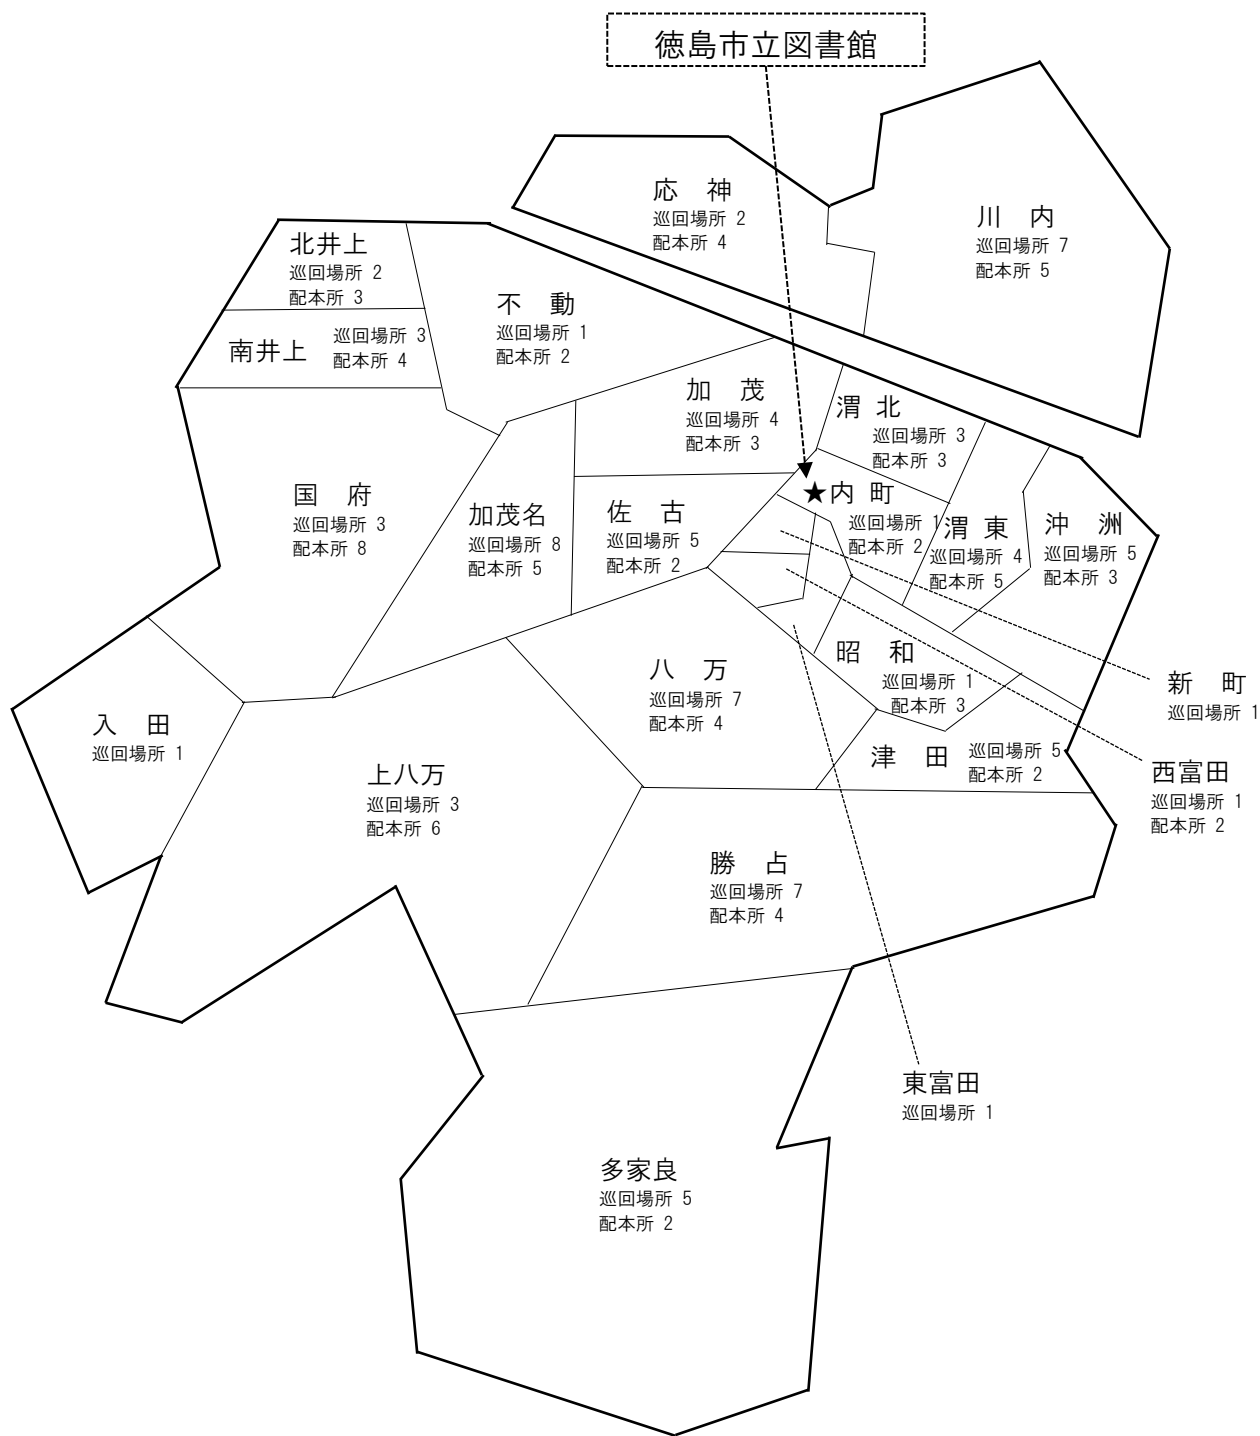 徳島市立図書館
応　神
巡回場所 2
配本所 4
川　内
巡回場所 7
配本所 5
北井上
巡回場所 2
配本所 3
不　動
巡回場所 1
配本所 2
南井上
巡回場所 3
配本所 4
加　茂
巡回場所 4
配本所 3
渭 北
巡回場所 3
配本所 3
国　府
巡回場所 3
配本所 8
加茂名
巡回場所 8
配本所 5
佐　古
巡回場所 5
配本所 2
★内 町
巡回場所 1
配本所 2
渭 東
巡回場所 4
配本所 5
沖　洲
巡回場所 5
配本所 3
八　万
巡回場所 7
配本所 4
昭　和
巡回場所 1
配本所 3
新　町
巡回場所 1
入　田
巡回場所 1
津　田
巡回場所 5
配本所 2
西富田
巡回場所 1
配本所 2
上八万
巡回場所 3
配本所 6
勝　占
巡回場所 7
配本所 4
東富田
巡回場所 1
多家良
巡回場所 5
配本所 2